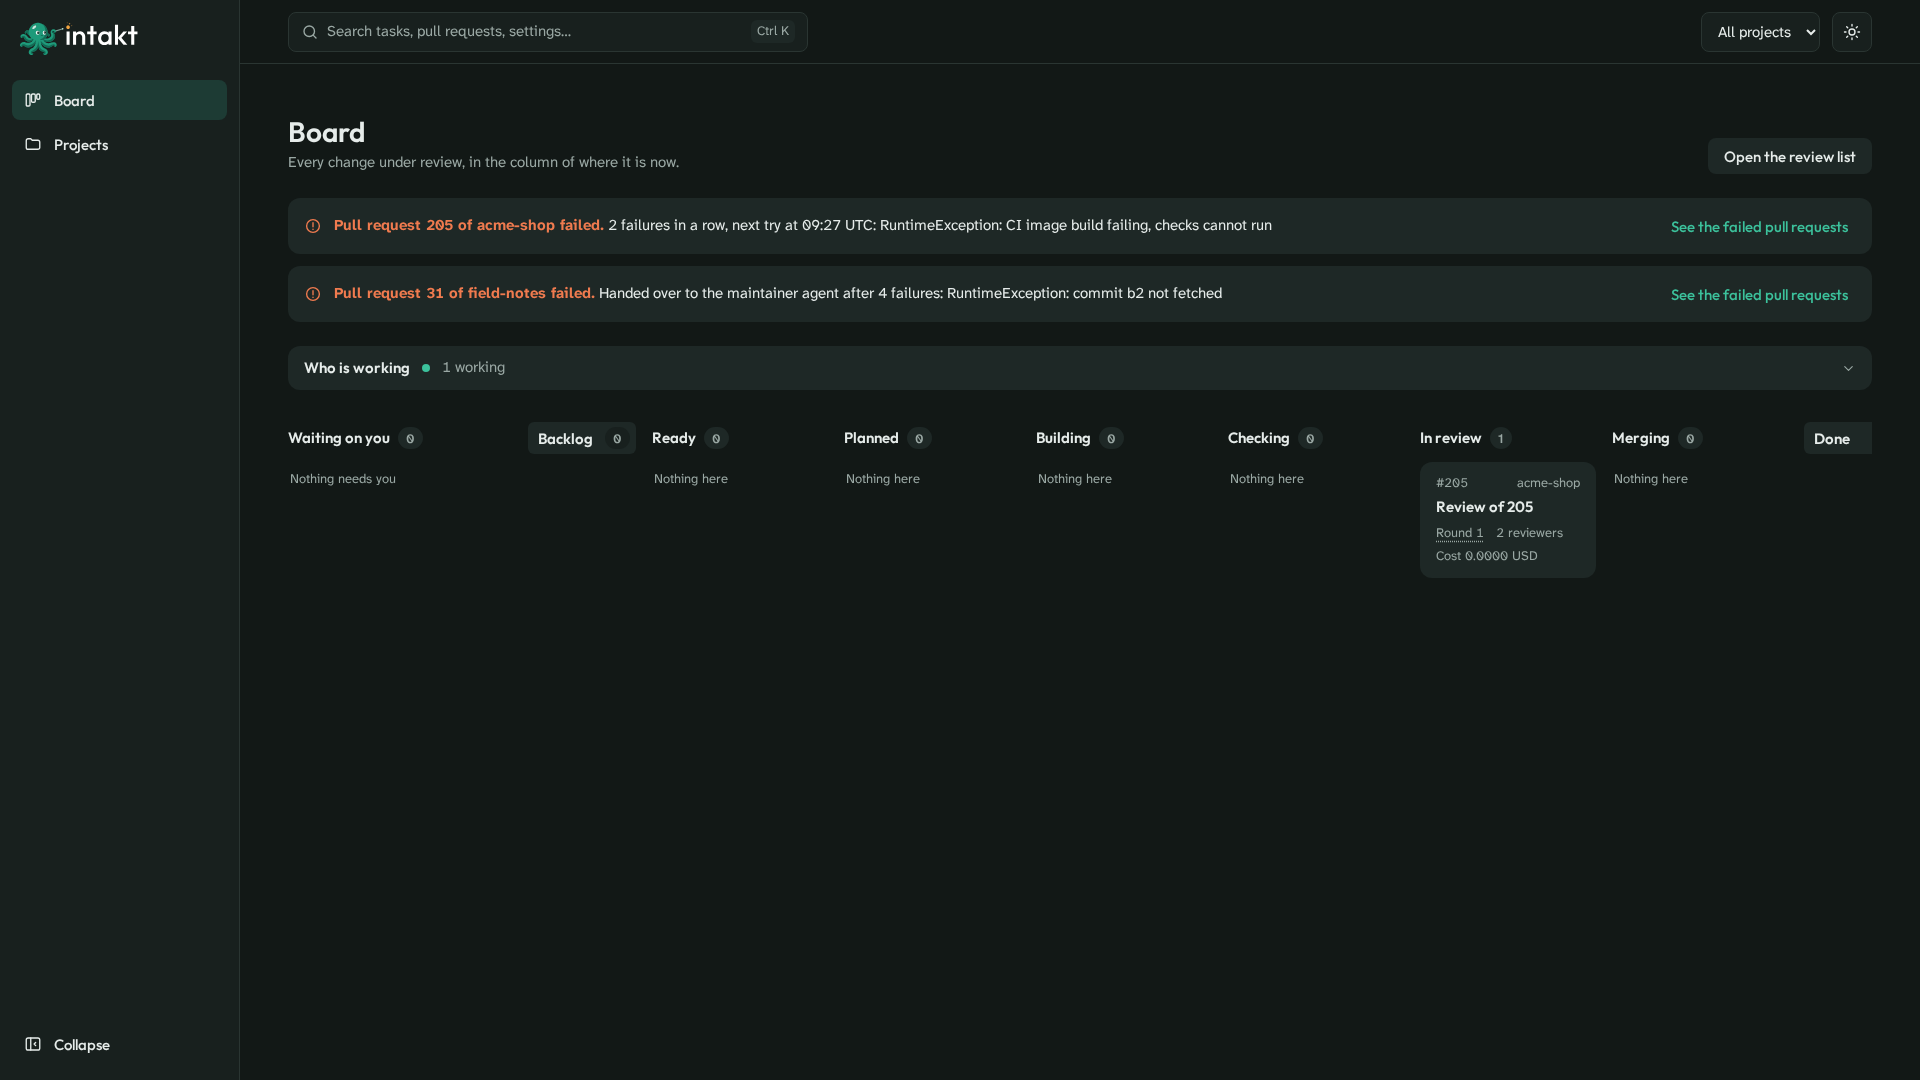 intakt
Search tasks, pull requests, settings...
Ctrl K
All projects
Board
Projects
Board
Every change under review, in the column of where it is now.
Open the review list
Pull request 205 of acme-shop failed. 2 failures in a row, next try at 09:27 UTC: RuntimeException: CI image build failing, checks cannot run
See the failed pull requests
Pull request 31 of field-notes failed. Handed over to the maintainer agent after 4 failures: RuntimeException: commit b2 not fetched
See the failed pull requests
Who is working 1 working
Waiting on you 0
Nothing needs you
Backlog 0
Ready 0
Nothing here
Planned 0
Nothing here
Building 0
Nothing here
Checking 0
Nothing here
In review 1
#205 acme-shop
Review of 205
Round 1 2 reviewers
Cost 0.0000 USD
Merging 0
Nothing here
Done
Collapse